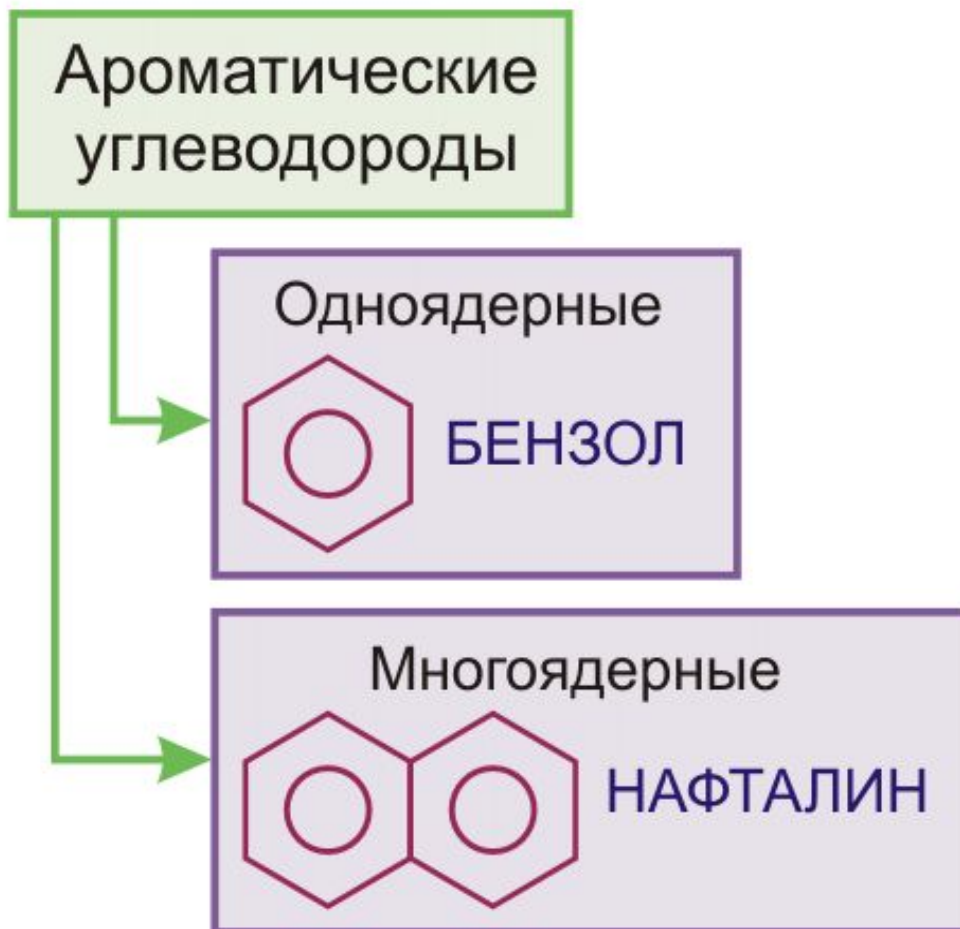 Ароматические
углеводороды
Одноядерные
БЕНЗОЛ
Многоядерные
НАФТАЛИН